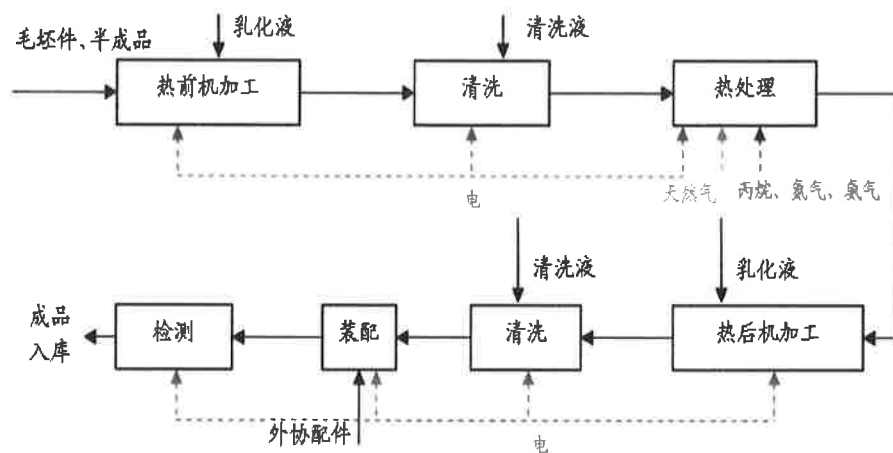 乳化液
清洗液
毛坯件、半成品
热前机加工
清洗
热处理
电
天然气
丙烷、氮气、氨气
清洗液
乳化液
成品
入库
检测
装配
清洗
热后机加工
外协配件
电